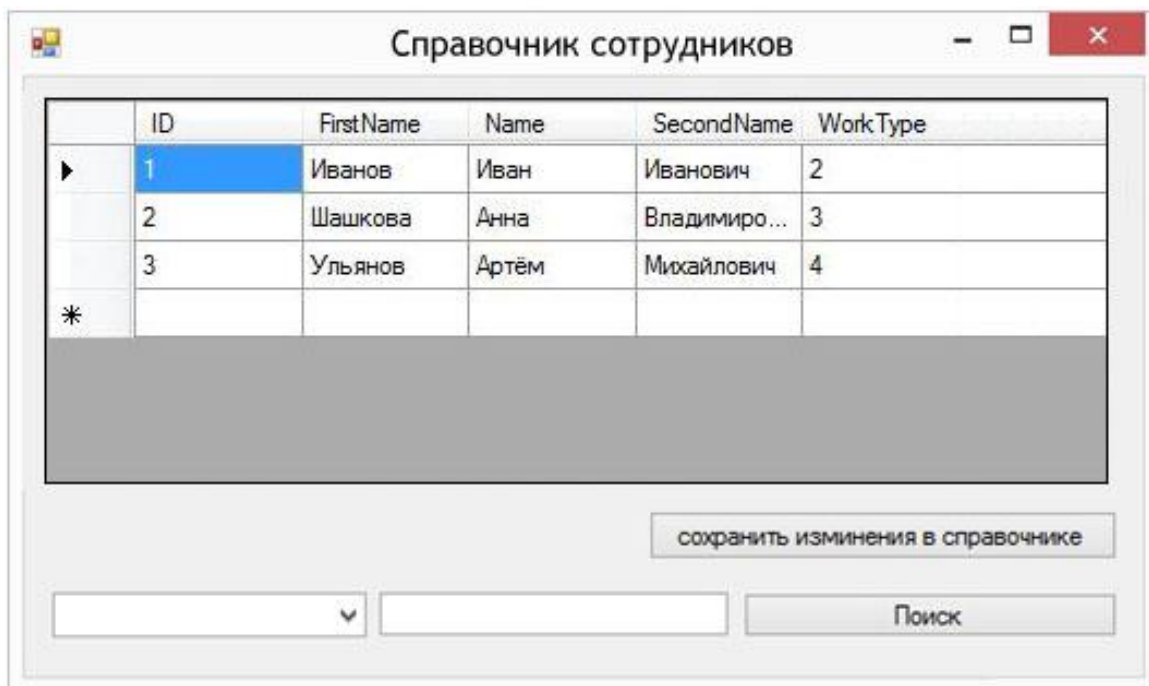 Справочник сотрудников
ID FirstName Name SecondName WorkType
1 Иванов Иван Иванович 2
2 Шашкова Анна Владимиро... 3
3 Ульянов Артём Михайлович 4
сохранить изминения в справочнике
Поиск